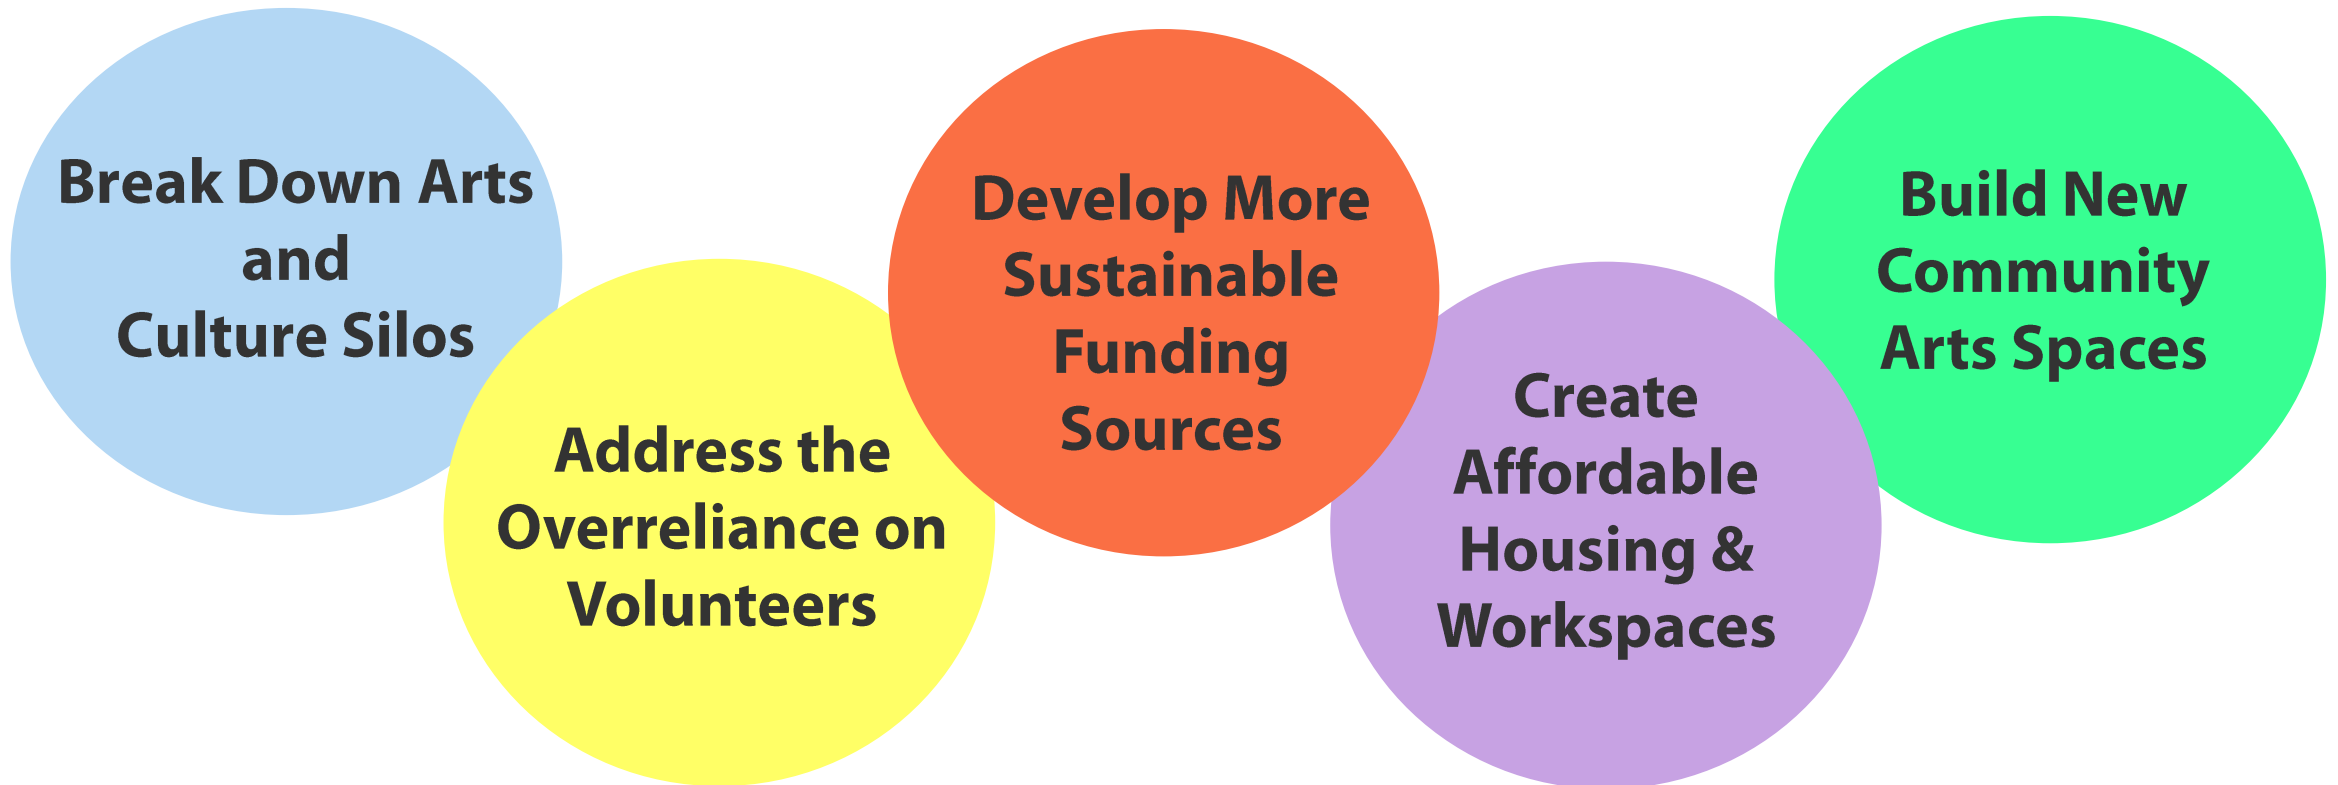 Break Down Arts
and
Culture Silos
Address the
Overreliance on
Volunteers
Develop More
Sustainable
Funding
Sources
Create
Affordable
Housing &
Workspaces
Build New
Community
Arts Spaces